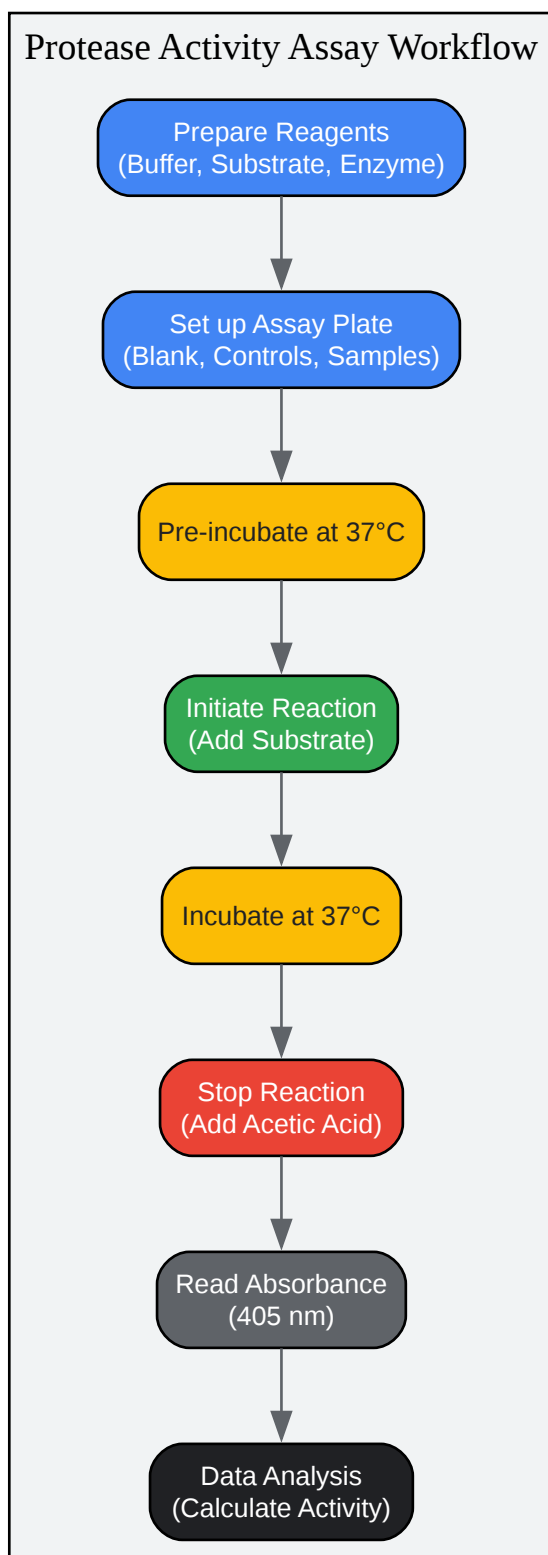 Protease Activity Assay Workflow
Prepare Reagents
(Buffer, Substrate, Enzyme)
Set up Assay Plate
(Blank, Controls, Samples)
Pre-incubate at 37°C
Initiate Reaction
(Add Substrate)
Incubate at 37°C
Stop Reaction
(Add Acetic Acid)
Read Absorbance
(405 nm)
Data Analysis
(Calculate Activity)